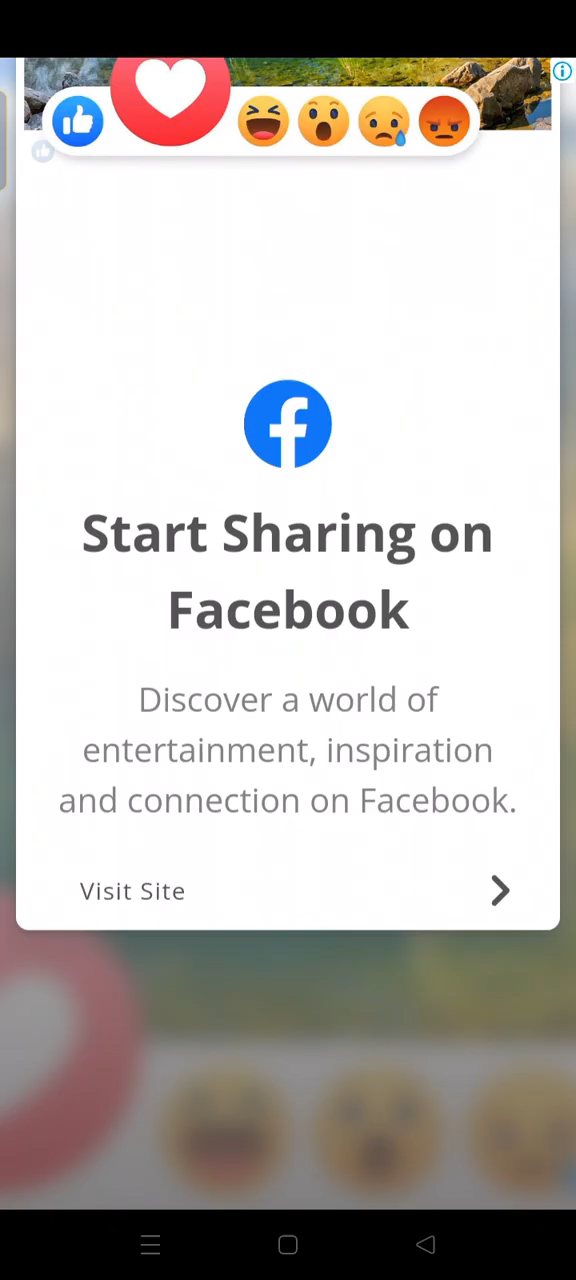 Start Sharing on
Facebook
Discover a world of
entertainment, inspiration
and connection on Facebook.
Visit Site